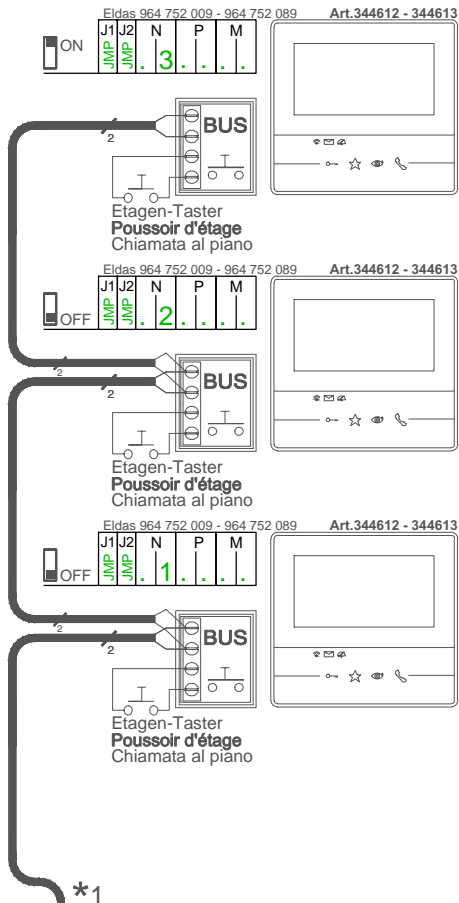 Eldas 964 752 009 - 964 752 089 Art.344612 - 344613
ON J1 J2 N P M
JMP JMP . 3 . . . .
BUS
2
Etagen-Taster
Poussoir d'étage
Chiamata al piano
Eldas 964 752 009 - 964 752 089 Art.344612 - 344613
J1 J2 N P M
OFF JMP JMP . 2 . . . .
2
BUS
2
Etagen-Taster
Poussoir d'étage
Chiamata al piano
Eldas 964 752 009 - 964 752 089 Art.344612 - 344613
J1 J2 N P M
OFF JMP JMP . 1 . . . .
2
BUS
2
Etagen-Taster
Poussoir d'étage
Chiamata al piano
*1